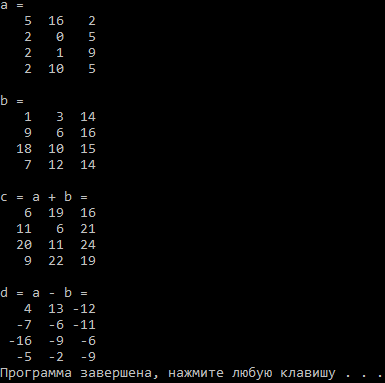 a =
5 16 2
2 0 5
2 1 9
2 10 5
b =
1 3 14
9 6 16
18 10 15
7 12 14
c = a + b =
6 19 16
11 6 21
20 11 24
9 22 19
d = a - b =
4 13 -12
-7 -6 -11
-16 -9 -6
-5 -2 -9
Программа завершена, нажмите любую клавишу . . .